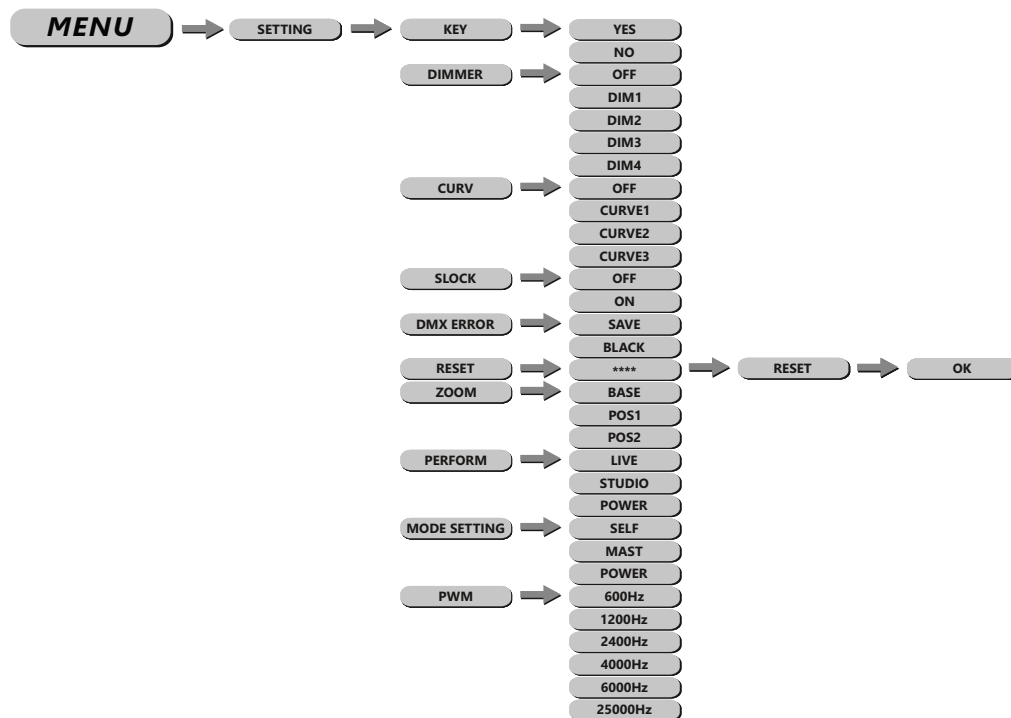 MENU SETTING KEY YES
NO
DIMMER OFF
DIM1
DIM2
DIM3
DIM4
CURV OFF
CURVE1
CURVE2
CURVE3
SLOCK OFF
ON
DMX ERROR SAVE
BLACK
RESET **** RESET OK
ZOOM BASE
POS1
POS2
PERFORM LIVE
STUDIO
POWER
MODE SETTING SELF
MAST
POWER
PWM 600Hz
1200Hz
2400Hz
4000Hz
6000Hz
25000Hz